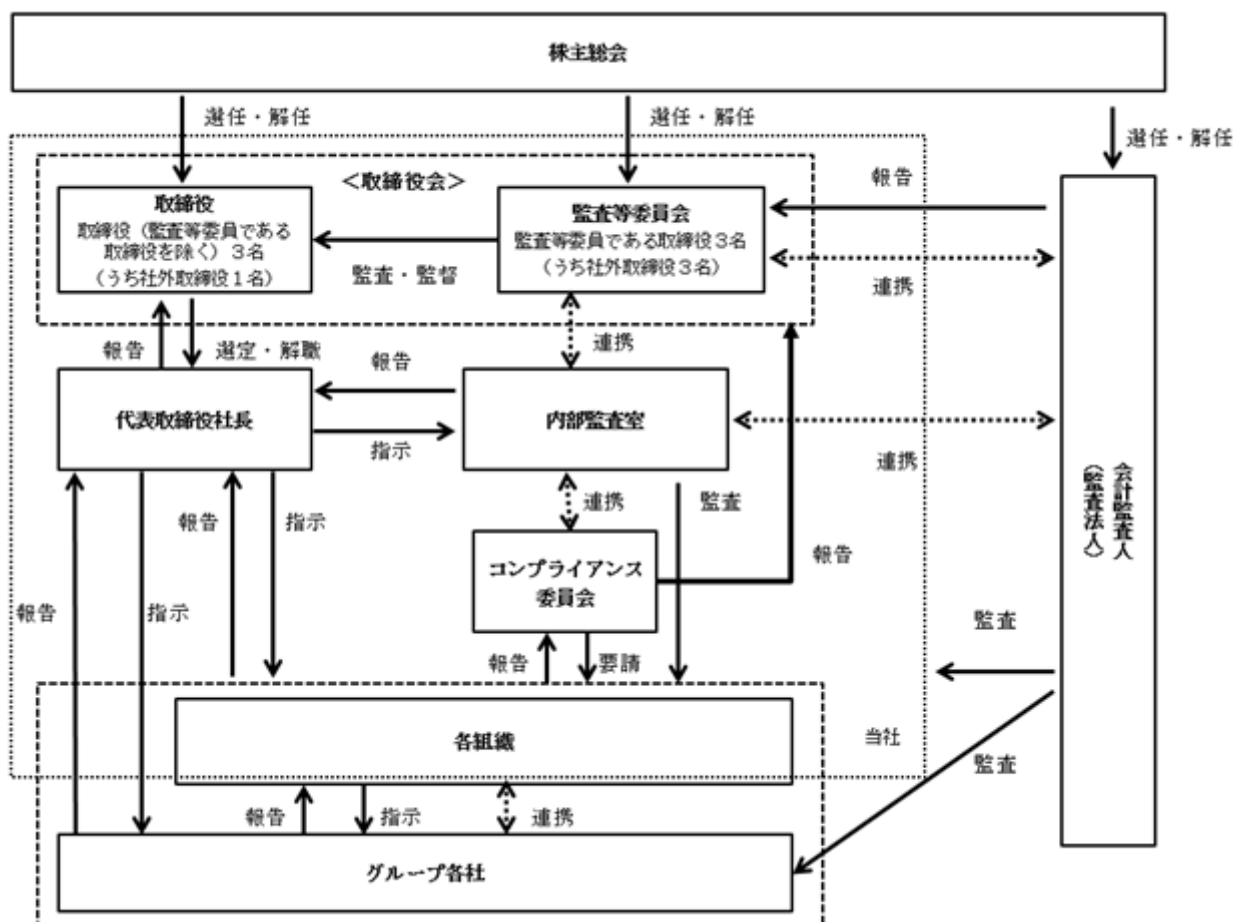 株主総会
選任・解任
選任・解任
選任・解任
＜取締役会＞
報告
取締役
取締役（監査等委員である
取締役を除く）３名
（うち社外取締役１名）
監査等委員会
監査等委員である取締役３名
（うち社外取締役３名）
監査・監督
連携
報告
選定・解職
連携
報告
代表取締役社長
内部監査室
指示
連携
会計監査人
（監査法人）
報告
指示
連携
監査
コンプライアンス
委員会
報告
報告
指示
監査
報告
要請
各組織
当社
監査
報告
指示
連携
グループ各社